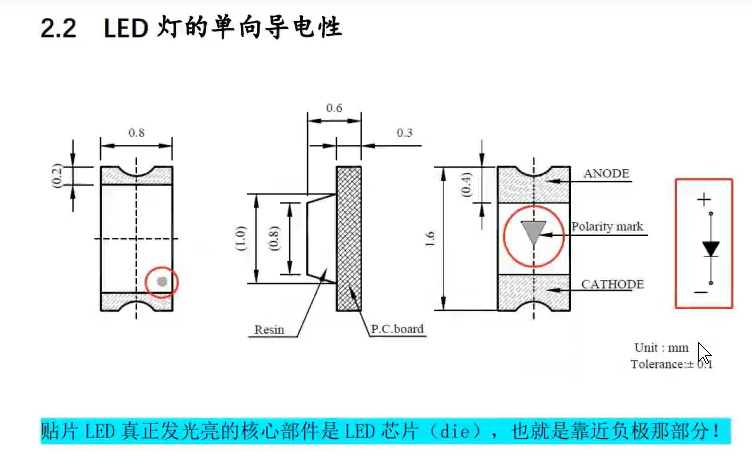 2.2 LED 灯的单向导电性
0.6
0.8
0.3
(0.2)
(0.4)
ANODE
+
Polarity mark
(1.0)
(0.8)
1.6
CATHODE
−
Resin
P.C.board
Unit : mm
Tolerance:± 0.1
贴片 LED 真正发光亮的核心部件是 LED 芯片（die），也就是靠近负极那部分！